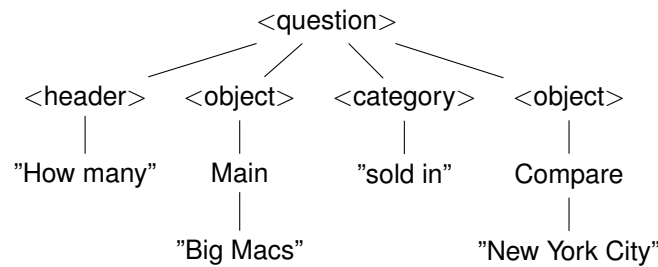 <question>
<header> <object> <category> <object>
”How many” Main ”sold in” Compare
”Big Macs” ”New York City”